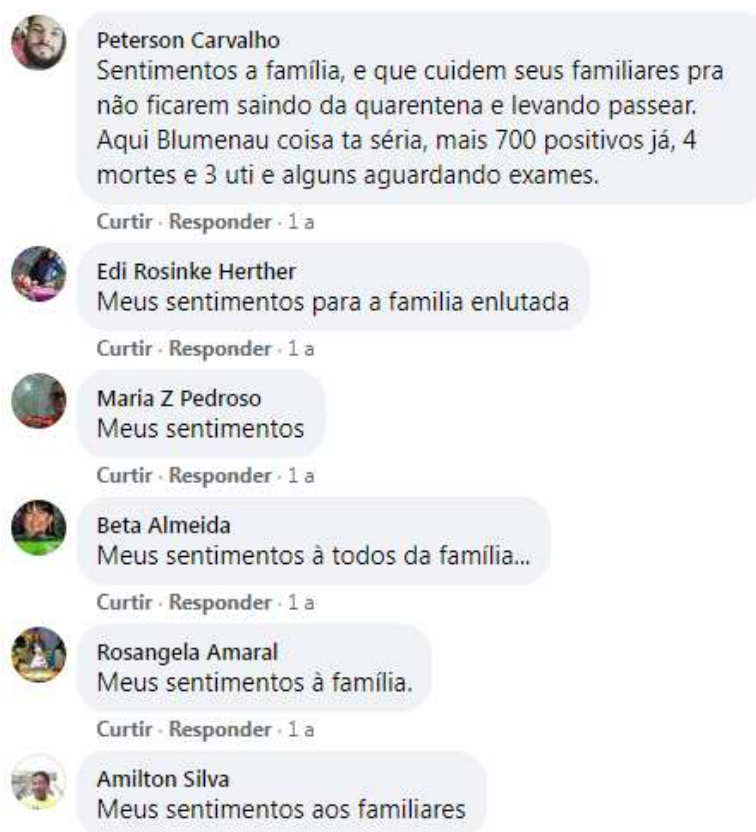 Peterson Carvalho
Sentimentos a família, e que cuidem seus familiares pra
não ficarem saindo da quarentena e levando passear.
Aqui Blumenau coisa ta séria, mais 700 positivos já, 4
mortes e 3 uti e alguns aguardando exames.
Curtir · Responder · 1 a
Edi Rosinke Herther
Meus sentimentos para a familia enlutada
Curtir · Responder · 1 a
Maria Z Pedroso
Meus sentimentos
Curtir · Responder · 1 a
Beta Almeida
Meus sentimentos à todos da família...
Curtir · Responder · 1 a
Rosangela Amaral
Meus sentimentos à família.
Curtir · Responder · 1 a
Amilton Silva
Meus sentimentos aos familiares